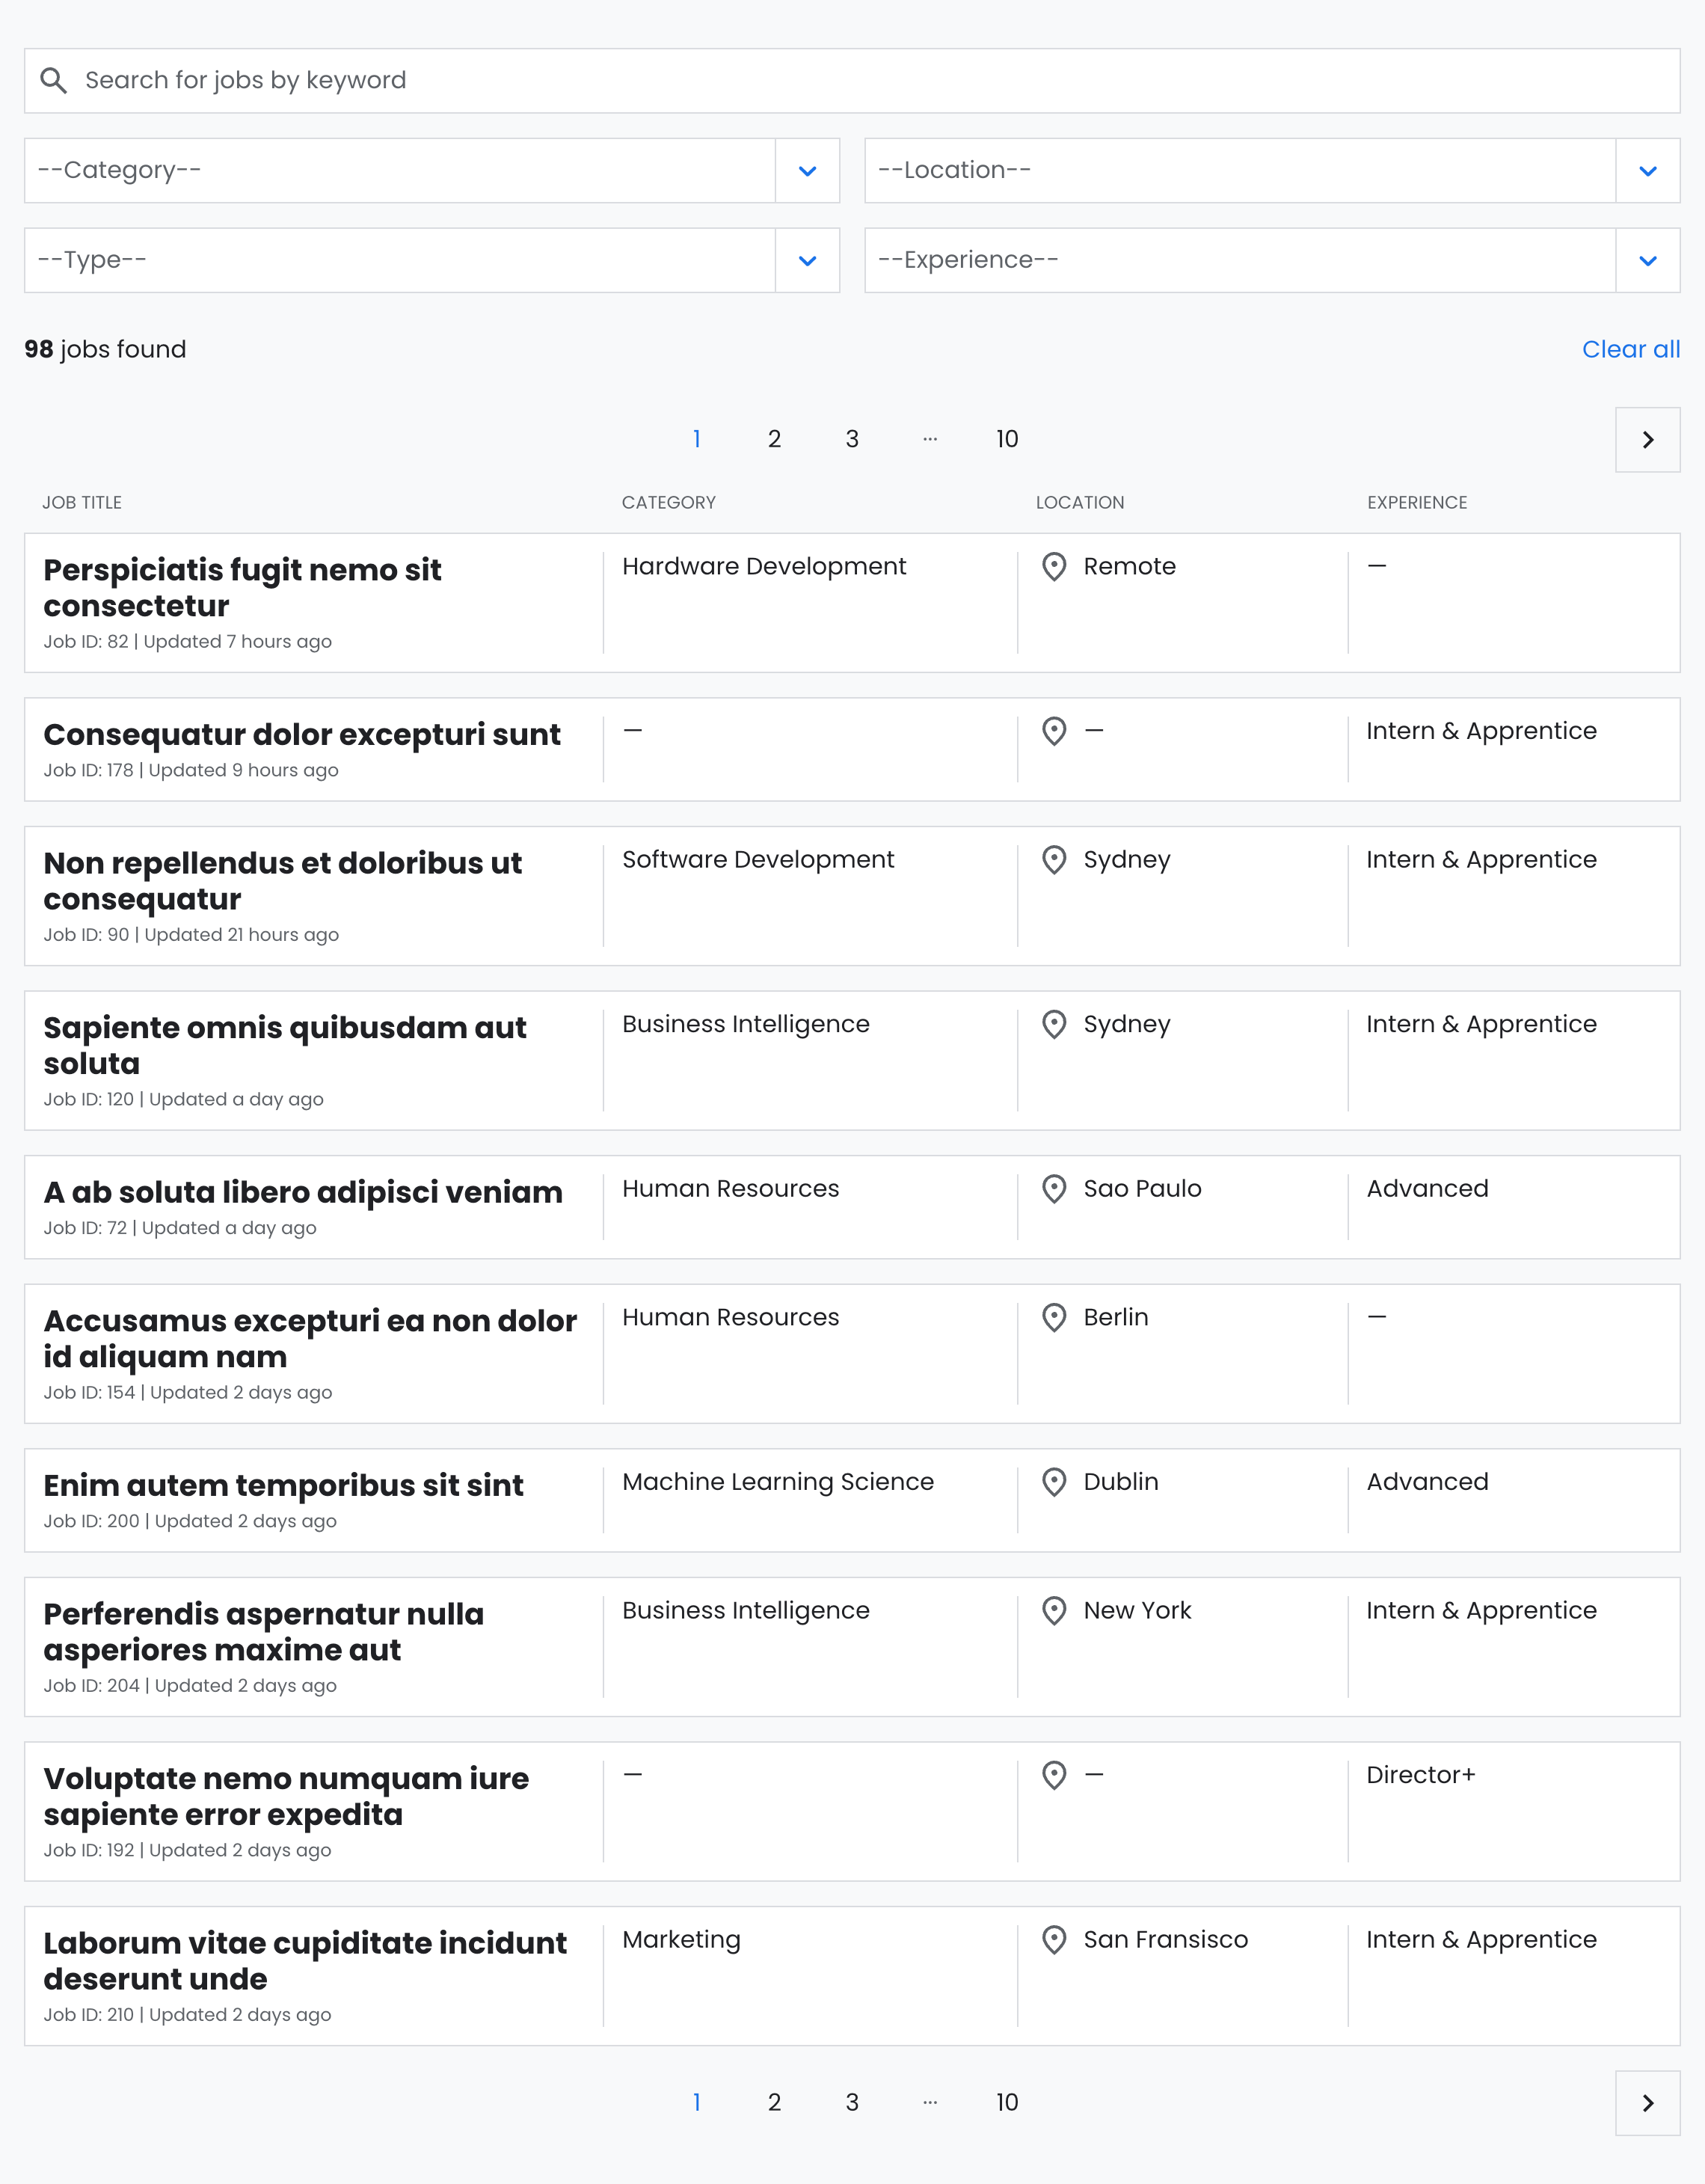 Search for jobs by keyword
--Category--
--Location--
--Type--
--Experience--
98 jobs found
Clear all
1 2 3 ... 10
JOB TITLE CATEGORY LOCATION EXPERIENCE
Perspiciatis fugit nemo sit
consectetur
Job ID: 82 | Updated 7 hours ago
Hardware Development
Remote
—
Consequatur dolor excepturi sunt
Job ID: 178 | Updated 9 hours ago
—
—
Intern & Apprentice
Non repellendus et doloribus ut
consequatur
Job ID: 90 | Updated 21 hours ago
Software Development
Sydney
Intern & Apprentice
Sapiente omnis quibusdam aut
soluta
Job ID: 120 | Updated a day ago
Business Intelligence
Sydney
Intern & Apprentice
A ab soluta libero adipisci veniam
Job ID: 72 | Updated a day ago
Human Resources
Sao Paulo
Advanced
Accusamus excepturi ea non dolor
id aliquam nam
Job ID: 154 | Updated 2 days ago
Human Resources
Berlin
—
Enim autem temporibus sit sint
Job ID: 200 | Updated 2 days ago
Machine Learning Science
Dublin
Advanced
Perferendis aspernatur nulla
asperiores maxime aut
Job ID: 204 | Updated 2 days ago
Business Intelligence
New York
Intern & Apprentice
Voluptate nemo numquam iure
sapiente error expedita
Job ID: 192 | Updated 2 days ago
—
—
Director+
Laborum vitae cupiditate incidunt
deserunt unde
Job ID: 210 | Updated 2 days ago
Marketing
San Fransisco
Intern & Apprentice
1 2 3 ... 10